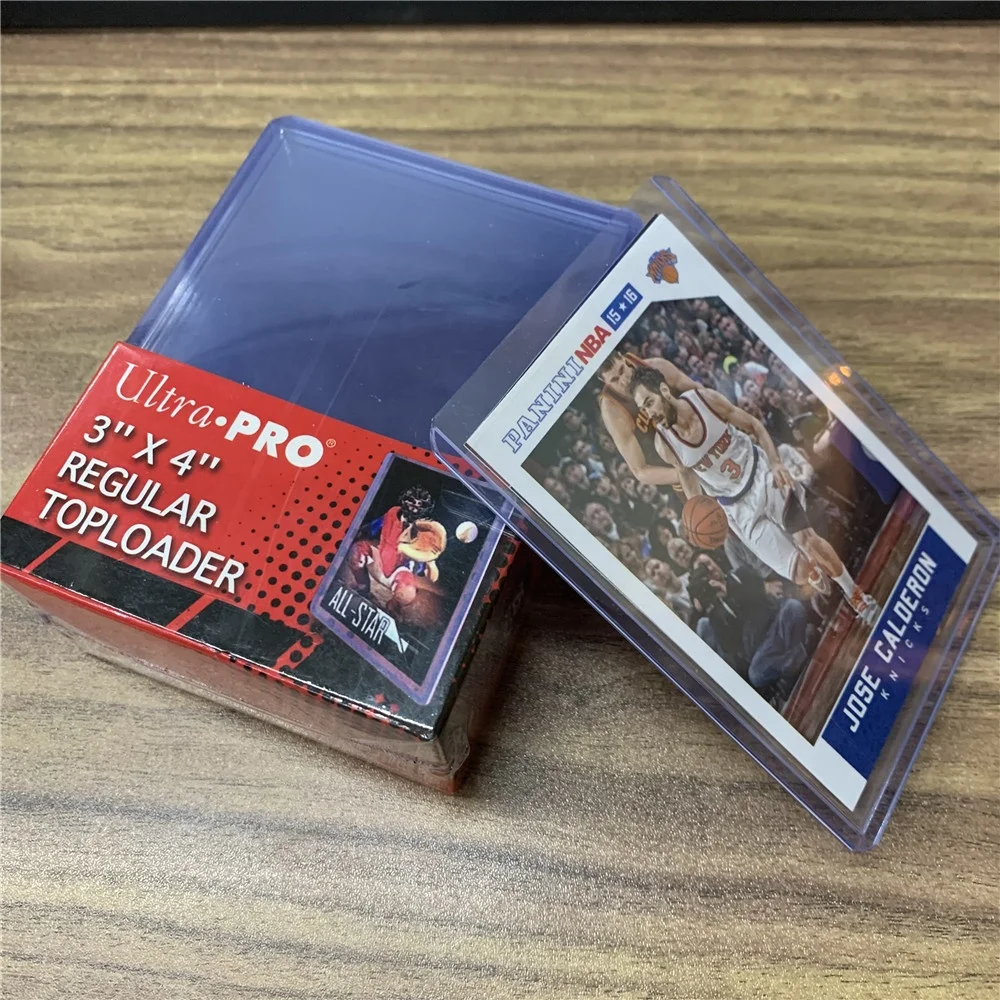 Ultra•PRO®
3" X 4"
REGULAR
TOPLOADER
ALL-STAR
PANINI NBA 15★16
NEW YORK
3
JOSE CALDERON
KNICKS